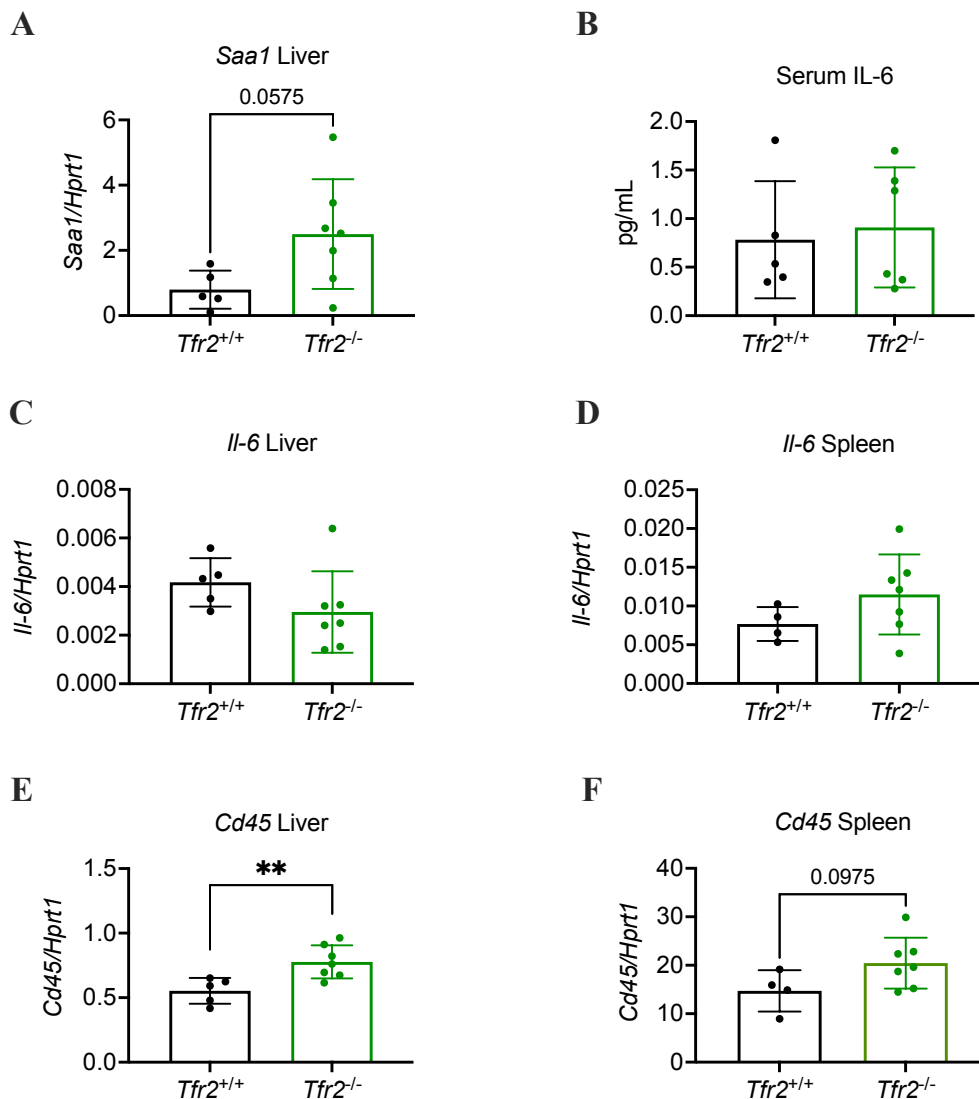 A
Saa1 Liver
0.0575
6
4
2
0
Saa1/Hprt1
Tfr2+/+
Tfr2-/-
B
Serum IL-6
2.0
1.5
1.0
0.5
0.0
pg/mL
Tfr2+/+
Tfr2-/-
C
Il-6 Liver
0.008
0.006
0.004
0.002
0.000
Il-6/Hprt1
Tfr2+/+
Tfr2-/-
D
Il-6 Spleen
0.025
0.020
0.015
0.010
0.005
0.000
Il-6/Hprt1
Tfr2+/+
Tfr2-/-
E
Cd45 Liver
**
1.5
1.0
0.5
0.0
Cd45/Hprt1
Tfr2+/+
Tfr2-/-
F
Cd45 Spleen
0.0975
40
30
20
10
0
Cd45/Hprt1
Tfr2+/+
Tfr2-/-